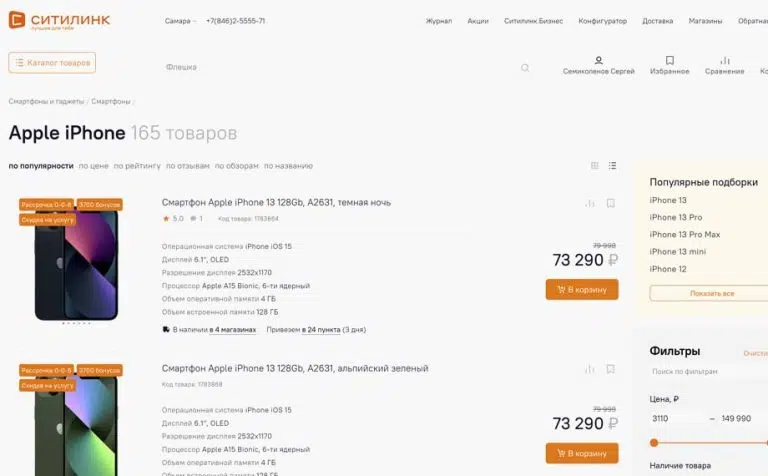 СИТИЛИНК
лучшее для тебя
Самара +7(846)2-5555-71 Журнал Акции Ситилинк.Бизнес Конфигуратор Доставка Магазины Обратная
Каталог товаров Флешка Семиколенов Сергей Избранное Сравнение
Смартфоны и гаджеты / Смартфоны /
Apple iPhone 165 товаров
по популярности по цене по рейтингу по отзывам по обзорам по названию
Рассрочка 0-0-6 3700 бонусов
Скидка на услугу
Смартфон Apple iPhone 13 128Gb, A2631, темная ночь
5.0 1 Код товара: 1783864
Операционная система iPhone iOS 15
Дисплей 6.1", OLED
Разрешение дисплея 2532x1170
Процессор Apple A15 Bionic, 6-ти ядерный
Объем оперативной памяти 4 ГБ
Объем встроенной памяти 128 ГБ
В наличии в 4 магазинах Привезем в 24 пункта (3 дня)
79 990
73 290 ₽
В корзину
Рассрочка 0-0-6 3700 бонусов
Скидка на услугу
Смартфон Apple iPhone 13 128Gb, A2631, альпийский зеленый
Код товара: 1783868
Операционная система iPhone iOS 15
Дисплей 6.1", OLED
Разрешение дисплея 2532x1170
Процессор Apple A15 Bionic, 6-ти ядерный
Объем оперативной памяти 4 ГБ
Объем встроенной памяти 128 ГБ
79 990
73 290 ₽
В корзину
Популярные подборки
iPhone 13
iPhone 13 Pro
iPhone 13 Pro Max
iPhone 13 mini
iPhone 12
Показать все
Фильтры
Поиск по фильтрам
Цена, ₽
3110 – 149 990
Наличие товара